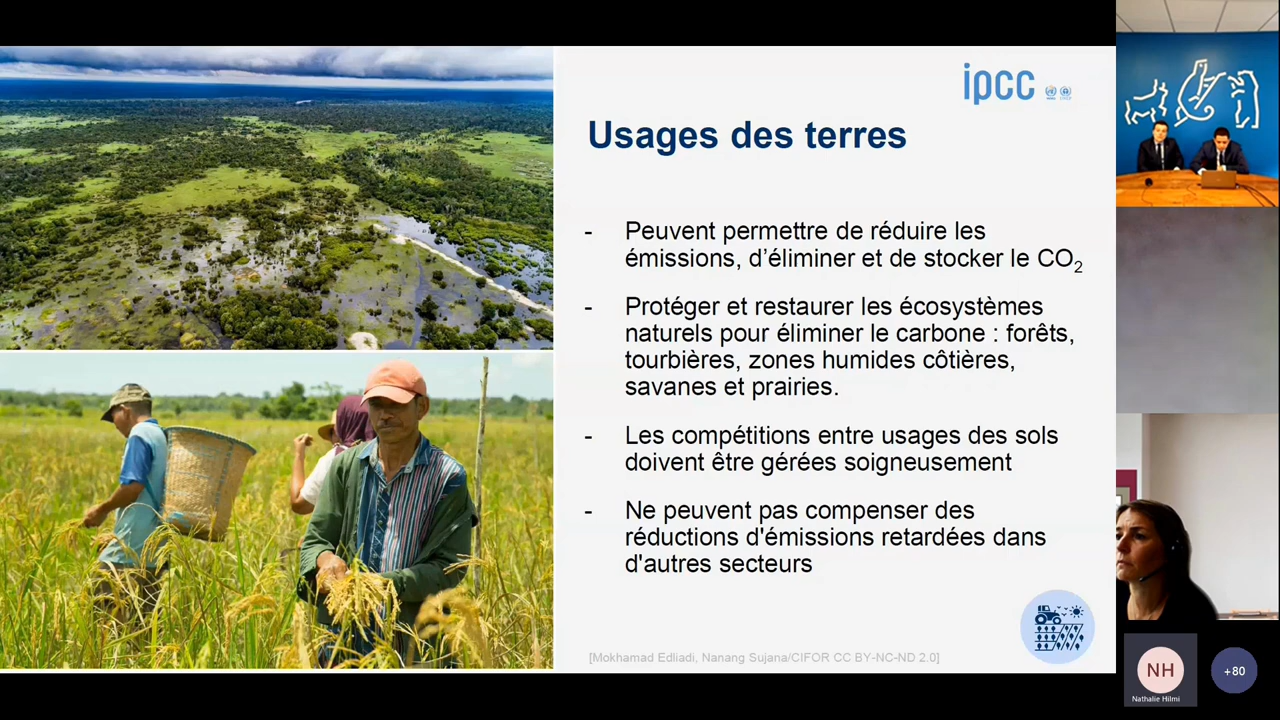 ipcc
Usages des terres
- Peuvent permettre de réduire les
émissions, d’éliminer et de stocker le CO₂
- Protéger et restaurer les écosystèmes
naturels pour éliminer le carbone : forêts,
tourbières, zones humides côtières,
savanes et prairies.
- Les compétitions entre usages des sols
doivent être gérées soigneusement
- Ne peuvent pas compenser des
réductions d'émissions retardées dans
d'autres secteurs
[Mokhamad Edliadi, Nanang Sujana/CIFOR CC BY-NC-ND 2.0]
NH
Nathalie Hilmi
+80